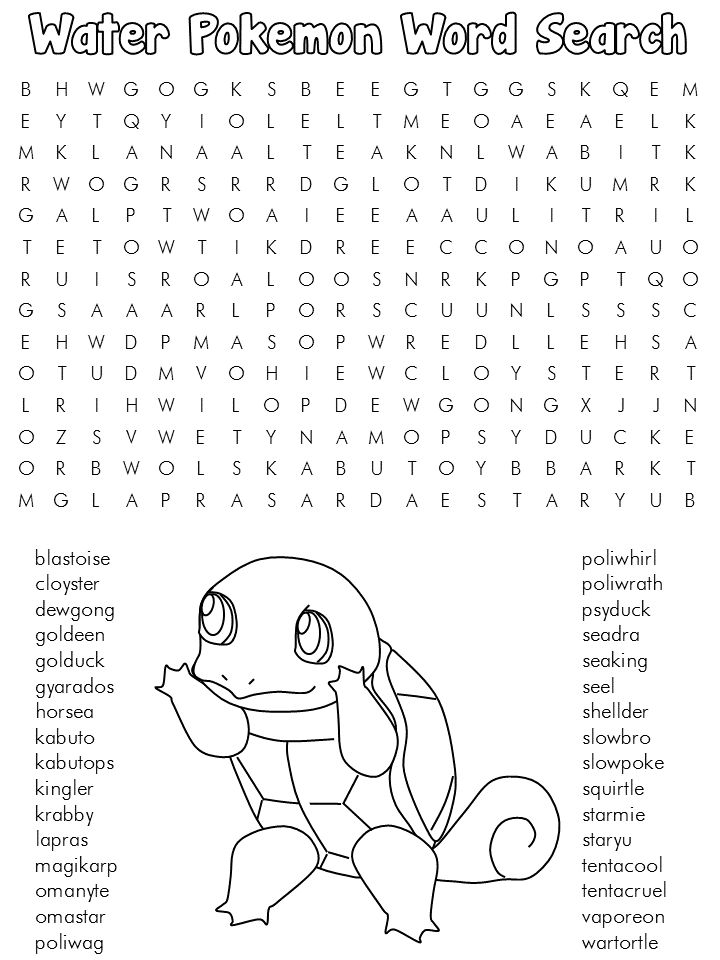 Water Pokemon Word Search
B H W G O G K S B E E G T G G S K Q E M
E Y T Q Y I O L E L T M E O A E A E L K
M K L A N A A L T E A K N L W A B I T K
R W O G R S R R D G L O T D I K U M R K
G A L P T W O A I E E A A U L I T R I L
T E T O W T I K D R E E C C O N O A U O
R U I S R O A L O O S N R K P G P T Q O
G S A A A R L P O R S C U U N L S S S C
E H W D P M A S O P W R E D L L E H S A
O T U D M V O H I E W C L O Y S T E R T
L R I H W I L O P D E W G O N G X J J N
O Z S V W E T Y N A M O P S Y D U C K E
O R B W O L S K A B U T O Y B B A R K T
M G L A P R A S A R D A E S T A R Y U B
blastoise
cloyster
dewgong
goldeen
golduck
gyarados
horsea
kabuto
kabutops
kingler
krabby
lapras
magikarp
omanyte
omastar
poliwag
poliwhirl
poliwrath
psyduck
seadra
seaking
seel
shellder
slowbro
slowpoke
squirtle
starmie
staryu
tentacool
tentacruel
vaporeon
wartortle